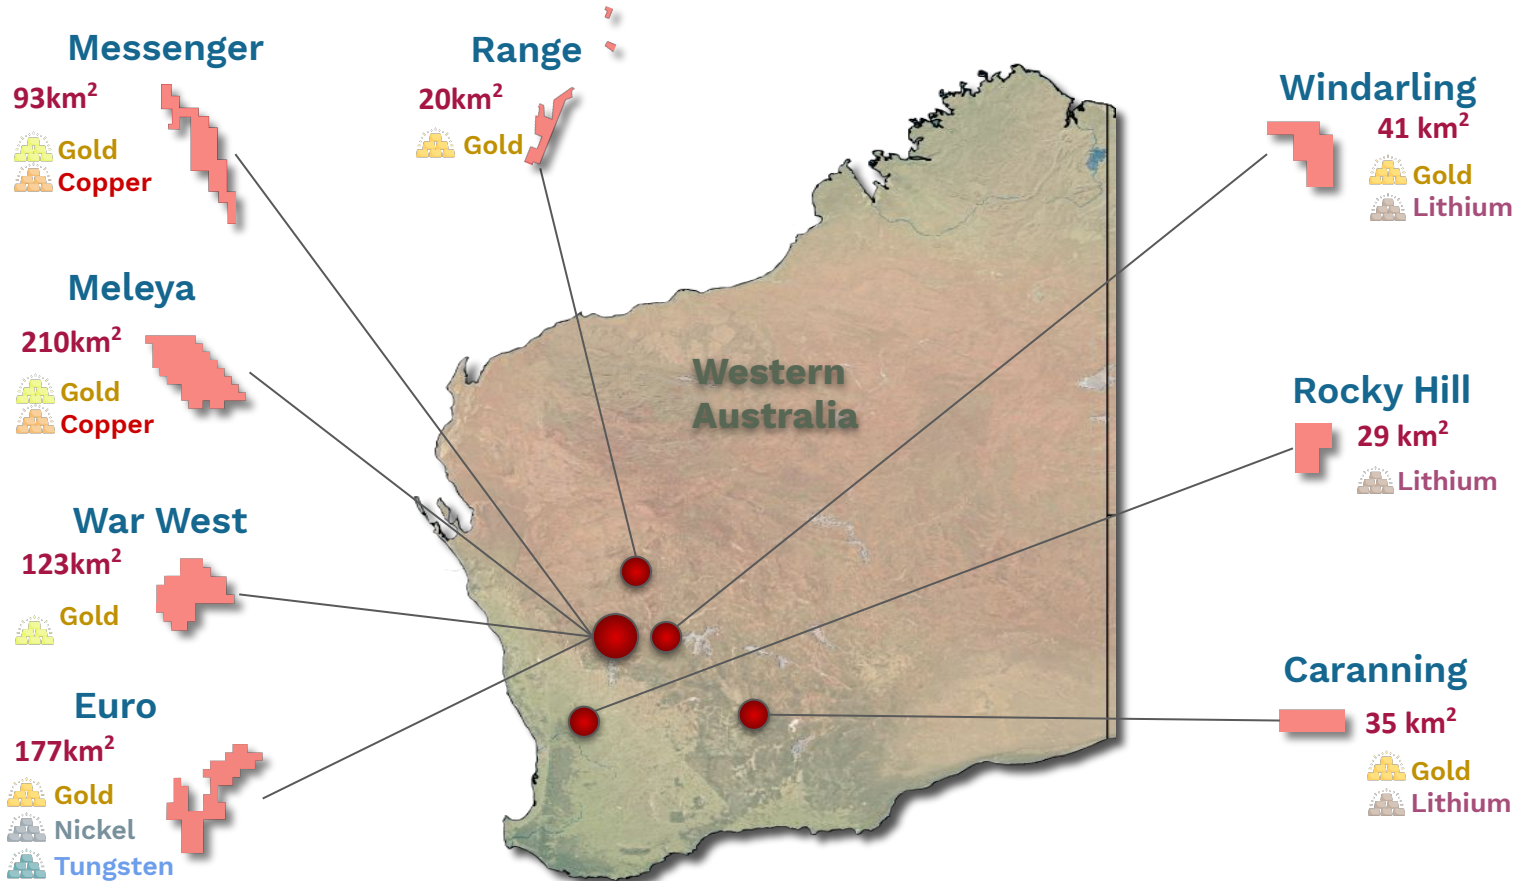 Messenger
93km²
Gold
Copper
Meleya
210km²
Gold
Copper
War West
123km²
Gold
Euro
177km²
Gold
Nickel
Tungsten
Range
20km²
Gold
Western
Australia
Windarling
41 km²
Gold
Lithium
Rocky Hill
29 km²
Lithium
Caranning
35 km²
Gold
Lithium